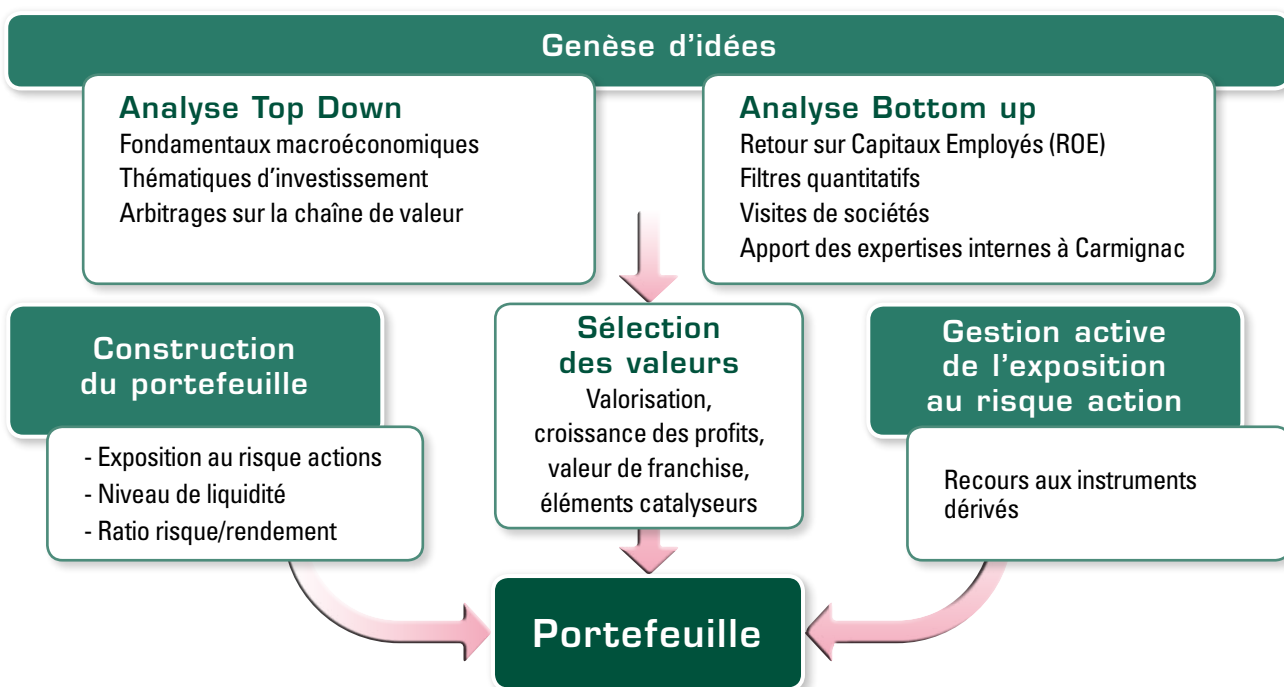 Genèse d’idées
Analyse Top Down
Fondamentaux macroéconomiques
Thématiques d’investissement
Arbitrages sur la chaîne de valeur
Analyse Bottom up
Retour sur Capitaux Employés (ROE)
Filtres quantitatifs
Visites de sociétés
Apport des expertises internes à Carmignac
Construction
du portefeuille
- Exposition au risque actions
- Niveau de liquidité
- Ratio risque/rendement
Sélection
des valeurs
Valorisation,
croissance des profits,
valeur de franchise,
éléments catalyseurs
Gestion active
de l’exposition
au risque action
Recours aux instruments
dérivés
Portefeuille